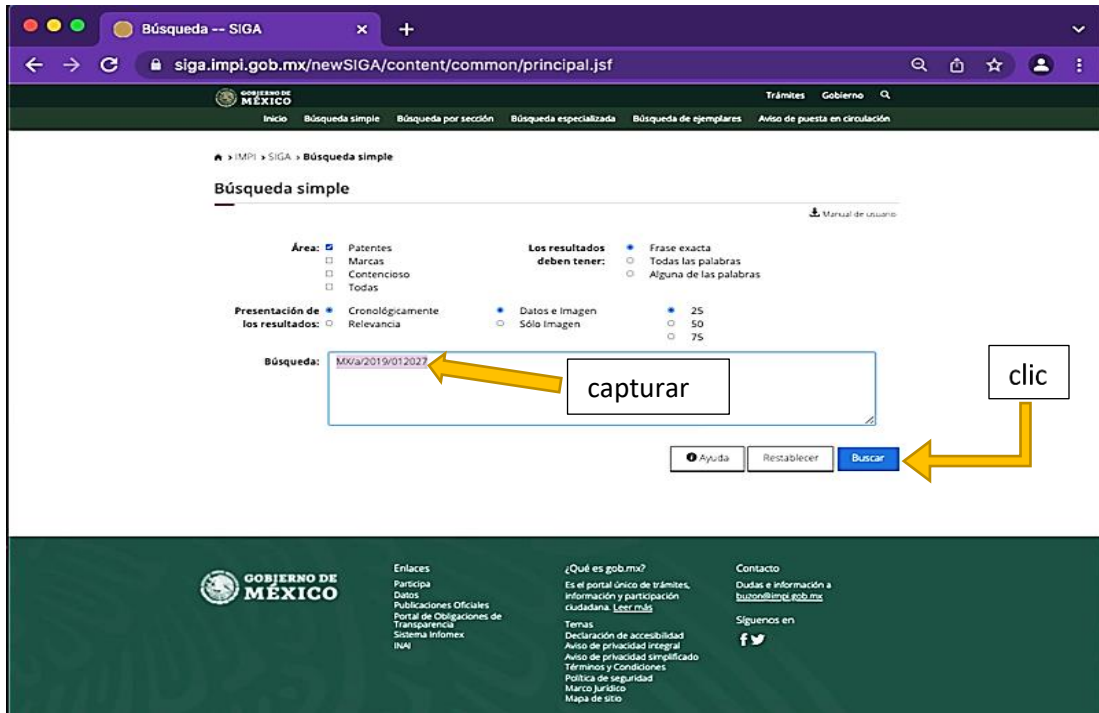 Búsqueda -- SIGA
siga.impi.gob.mx/newSIGA/content/common/principal.jsf
GOBIERNO DE
MÉXICO
Trámites Gobierno
Inicio Búsqueda simple Búsqueda por sección Búsqueda especializada Búsqueda de ejemplares Aviso de puesta en circulación
> IMPI > SIGA > Búsqueda simple
Búsqueda simple
Manual de usuario
Área: Patentes
Marcas
Contencioso
Todas
Los resultados
deben tener:
Frase exacta
Todas las palabras
Alguna de las palabras
Presentación de
los resultados:
Cronológicamente
Relevancia
Datos e Imagen
Sólo Imagen
25
50
75
Búsqueda: MX/a/2019/012027
capturar
clic
Ayuda Restablecer Buscar
GOBIERNO DE
MÉXICO
Enlaces
Participa
Datos
Publicaciones Oficiales
Portal de Obligaciones de
Transparencia
Sistema Infomex
INAI
¿Qué es gob.mx?
Es el portal único de trámites,
información y participación
ciudadana. Leer más
Temas
Declaración de accesibilidad
Aviso de privacidad integral
Aviso de privacidad simplificado
Términos y Condiciones
Política de seguridad
Marco Jurídico
Mapa de sitio
Contacto
Dudas e información a
buzon@impi.gob.mx
Síguenos en